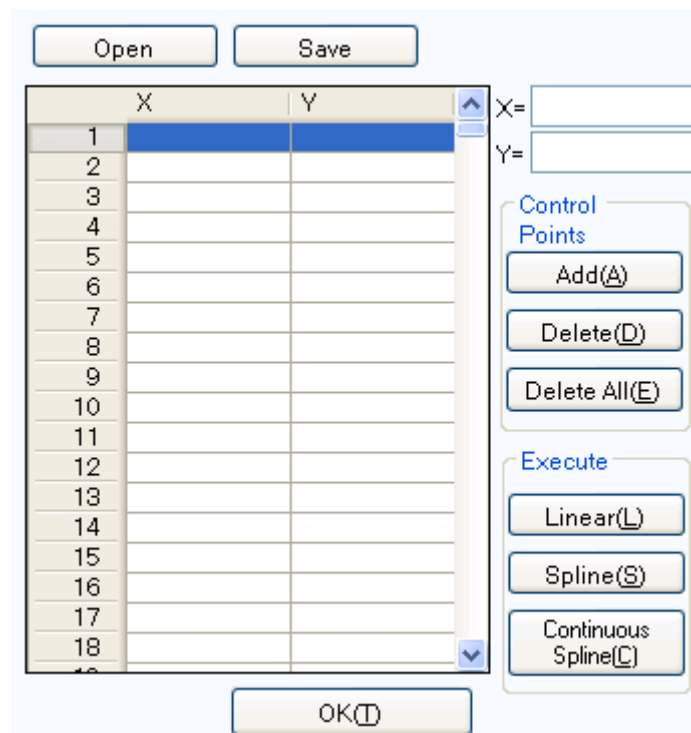 Open Save
X Y
X=
Y=
1
2
3
4
5
6
7
8
9
10
11
12
13
14
15
16
17
18
Control
Points
Add(A)
Delete(D)
Delete All(E)
Execute
Linear(L)
Spline(S)
Continuous
Spline(C)
OK(T)